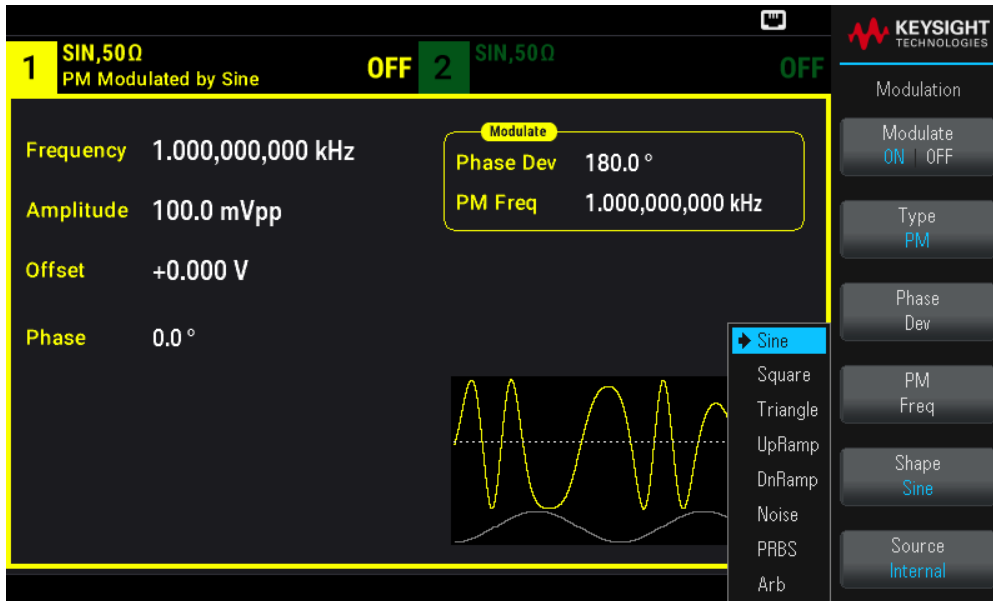 1
SIN,50Ω
PM Modulated by Sine
OFF
2
SIN,50Ω
OFF
Frequency 1.000,000,000 kHz
Amplitude 100.0 mVpp
Offset +0.000 V
Phase 0.0 °
Modulate
Phase Dev 180.0 °
PM Freq 1.000,000,000 kHz
Sine
Square
Triangle
UpRamp
DnRamp
Noise
PRBS
Arb
KEYSIGHT
TECHNOLOGIES
Modulation
Modulate
ON | OFF
Type
PM
Phase
Dev
PM
Freq
Shape
Sine
Source
Internal